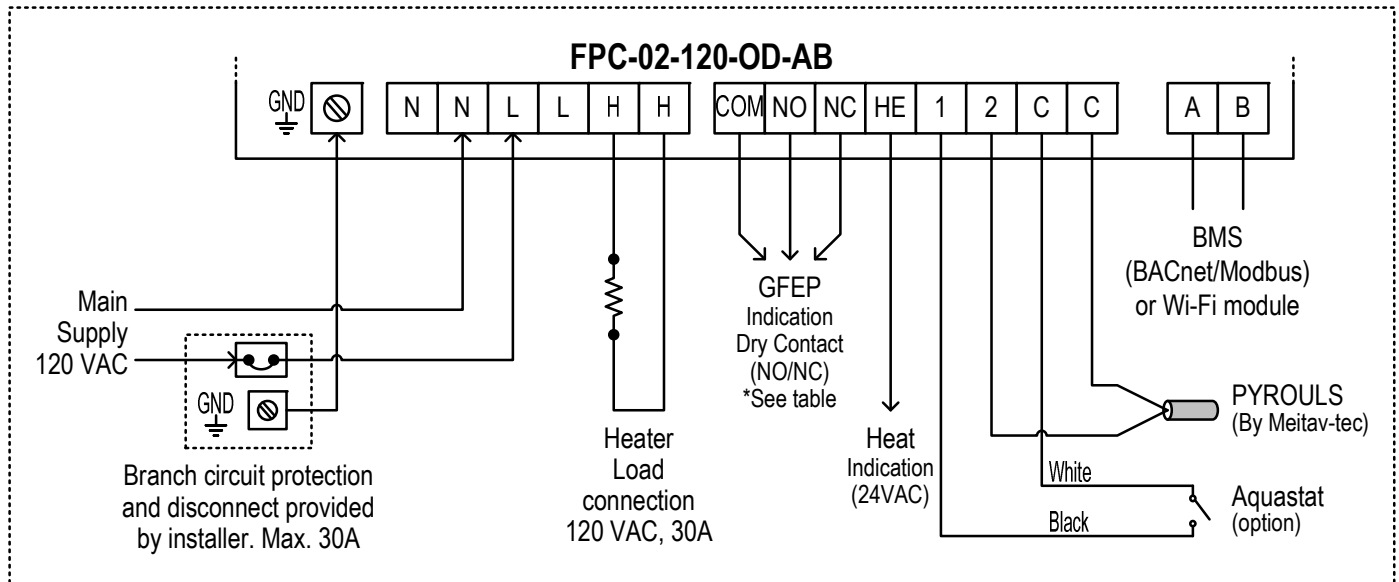 FPC-02-120-OD-AB
GND
N N L L H H COM NO NC HE 1 2 C C A B
Main
Supply
120 VAC
GND
Branch circuit protection
and disconnect provided
by installer. Max. 30A
Heater
Load
connection
120 VAC, 30A
GFEP
Indication
Dry Contact
(NO/NC)
*See table
Heat
Indication
(24VAC)
BMS
(BACnet/Modbus)
or Wi-Fi module
PYROULS
(By Meitav-tec)
White
Black
Aquastat
(option)